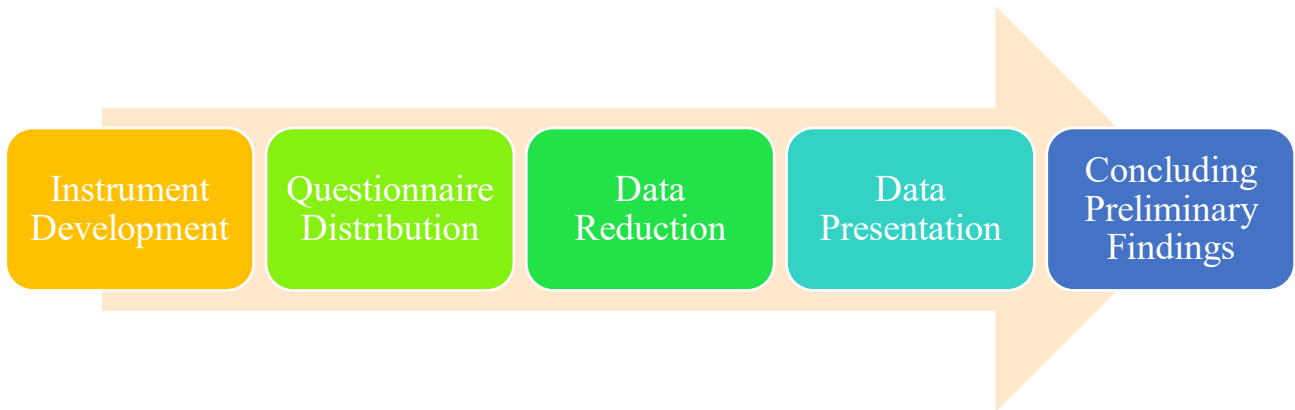 Instrument
Development
Questionnaire
Distribution
Data
Reduction
Data
Presentation
Concluding
Preliminary
Findings